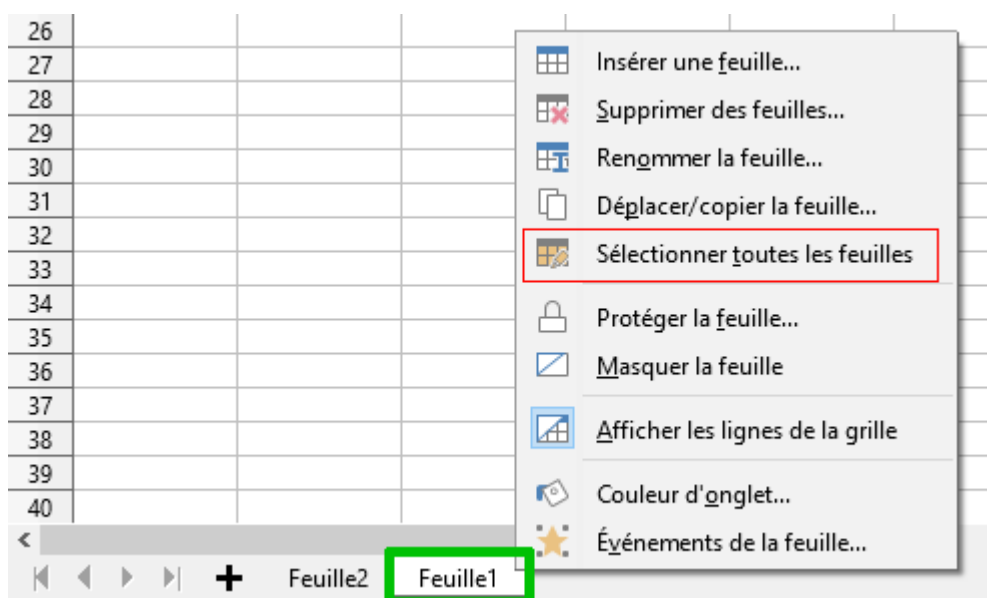 26
27
28
29
30
31
32
33
34
35
36
37
38
39
40
Insérer une feuille...
Supprimer des feuilles...
Renommer la feuille...
Déplacer/copier la feuille...
Sélectionner toutes les feuilles
Protéger la feuille...
Masquer la feuille
Afficher les lignes de la grille
Couleur d'onglet...
Événements de la feuille...
Feuille2 Feuille1